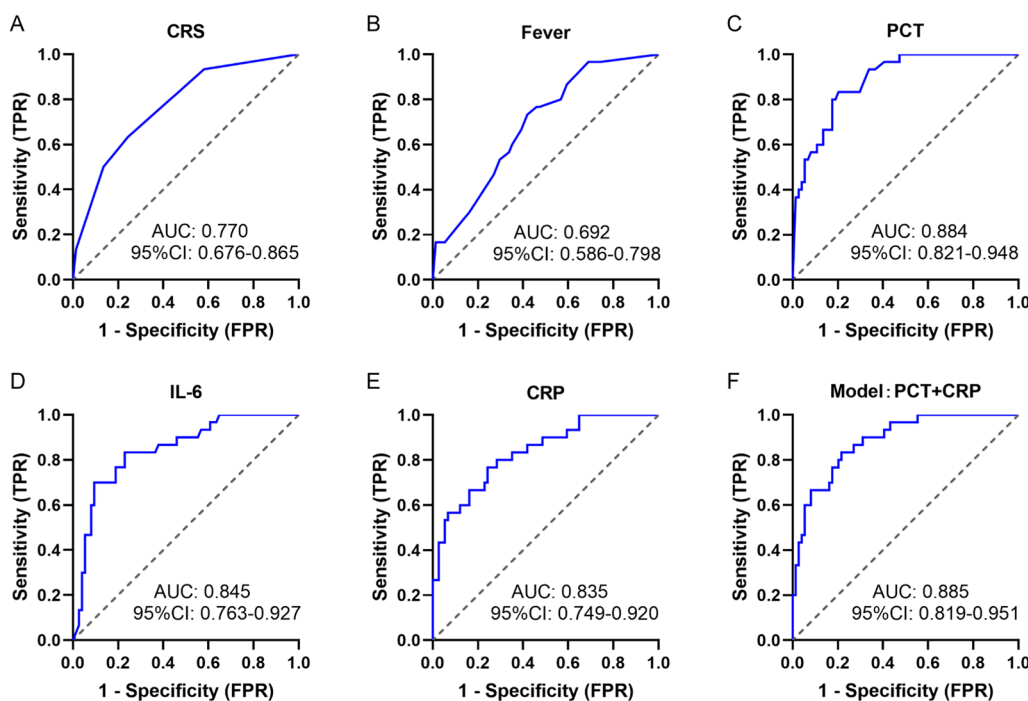 A
CRS
Sensitivity (TPR)
1.0
0.8
0.6
0.4
0.2
0.0
AUC: 0.770
95%CI: 0.676-0.865
0.0 0.2 0.4 0.6 0.8 1.0
1 - Specificity (FPR)
B
Fever
Sensitivity (TPR)
1.0
0.8
0.6
0.4
0.2
0.0
AUC: 0.692
95%CI: 0.586-0.798
0.0 0.2 0.4 0.6 0.8 1.0
1 - Specificity (FPR)
C
PCT
Sensitivity (TPR)
1.0
0.8
0.6
0.4
0.2
0.0
AUC: 0.884
95%CI: 0.821-0.948
0.0 0.2 0.4 0.6 0.8 1.0
1 - Specificity (FPR)
D
IL-6
Sensitivity (TPR)
1.0
0.8
0.6
0.4
0.2
0.0
AUC: 0.845
95%CI: 0.763-0.927
0.0 0.2 0.4 0.6 0.8 1.0
1 - Specificity (FPR)
E
CRP
Sensitivity (TPR)
1.0
0.8
0.6
0.4
0.2
0.0
AUC: 0.835
95%CI: 0.749-0.920
0.0 0.2 0.4 0.6 0.8 1.0
1 - Specificity (FPR)
F
Model：PCT+CRP
Sensitivity (TPR)
1.0
0.8
0.6
0.4
0.2
0.0
AUC: 0.885
95%CI: 0.819-0.951
0.0 0.2 0.4 0.6 0.8 1.0
1 - Specificity (FPR)